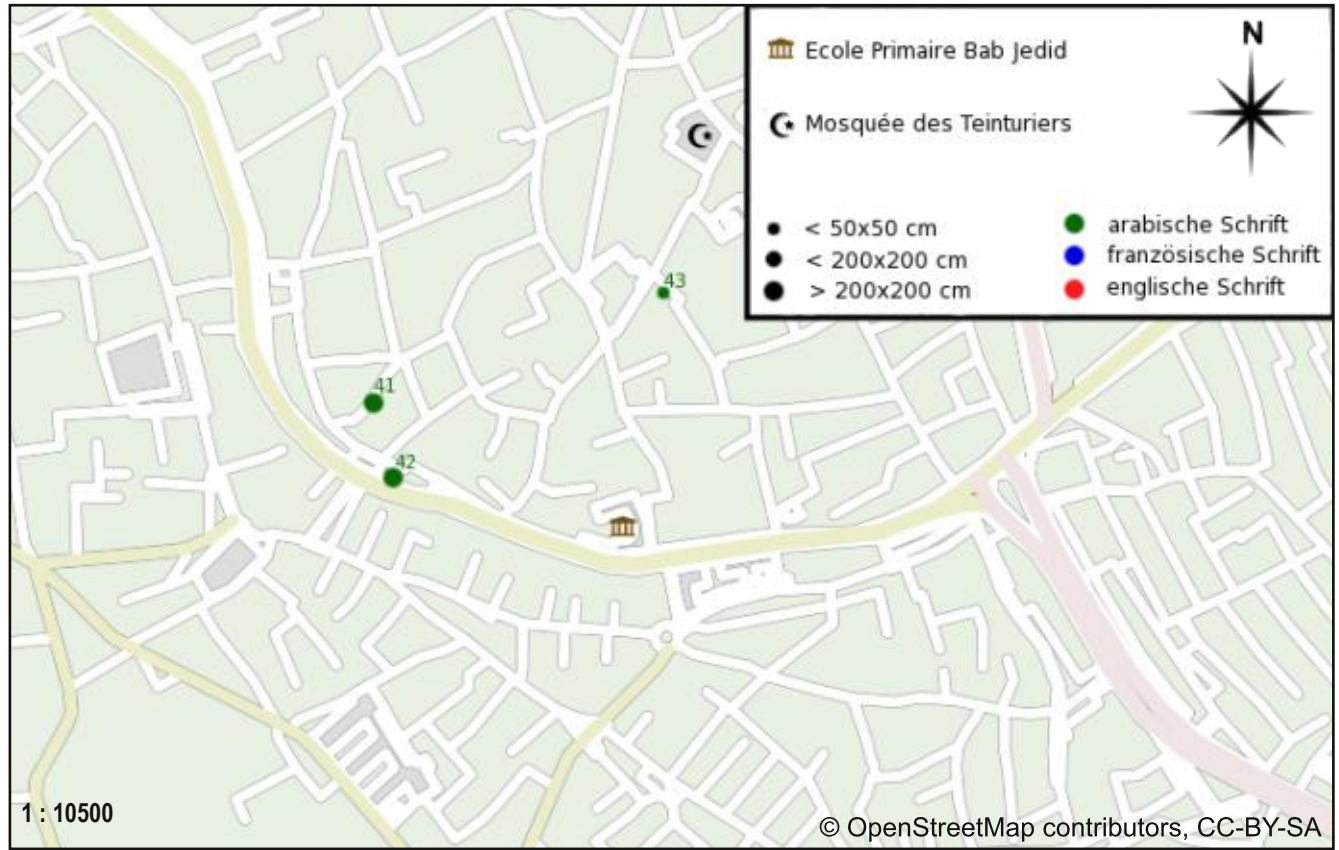 Ecole Primaire Bab Jedid
N
Mosquée des Teinturiers
< 50x50 cm
< 200x200 cm
> 200x200 cm
arabische Schrift
französische Schrift
englische Schrift
43
41
42
1 : 10500
© OpenStreetMap contributors, CC-BY-SA